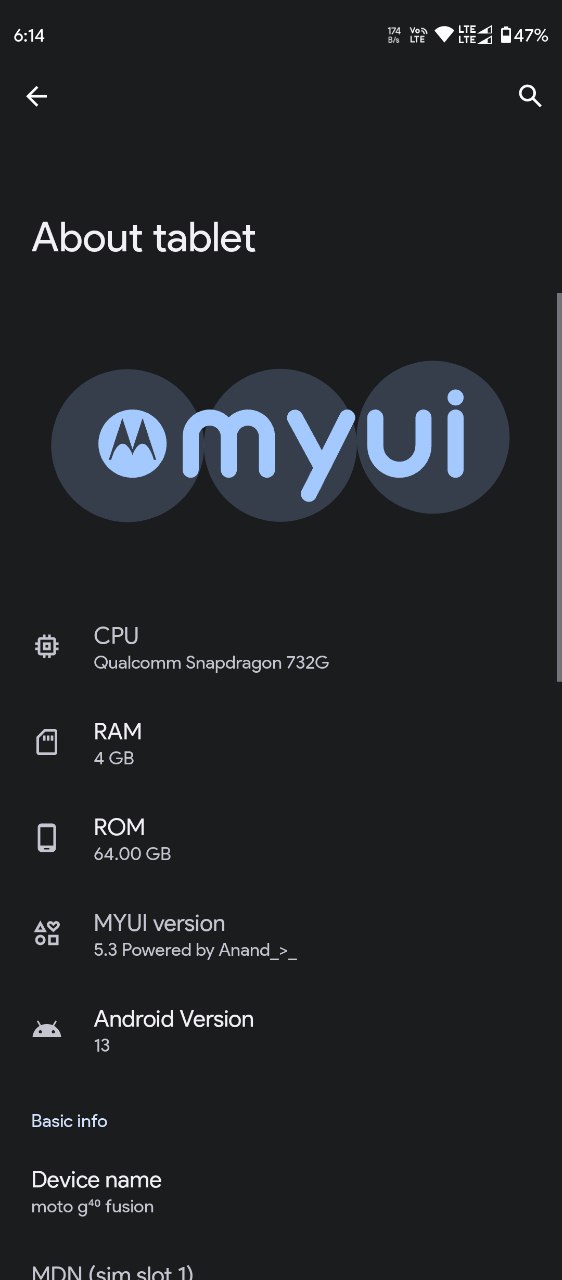 6:14
174 B/s Vo LTE LTE LTE 47%
About tablet
myui
CPU
Qualcomm Snapdragon 732G
RAM
4 GB
ROM
64.00 GB
MYUI version
5.3 Powered by Anand_>_
Android Version
13
Basic info
Device name
moto g⁴⁰ fusion
MDN (sim slot 1)